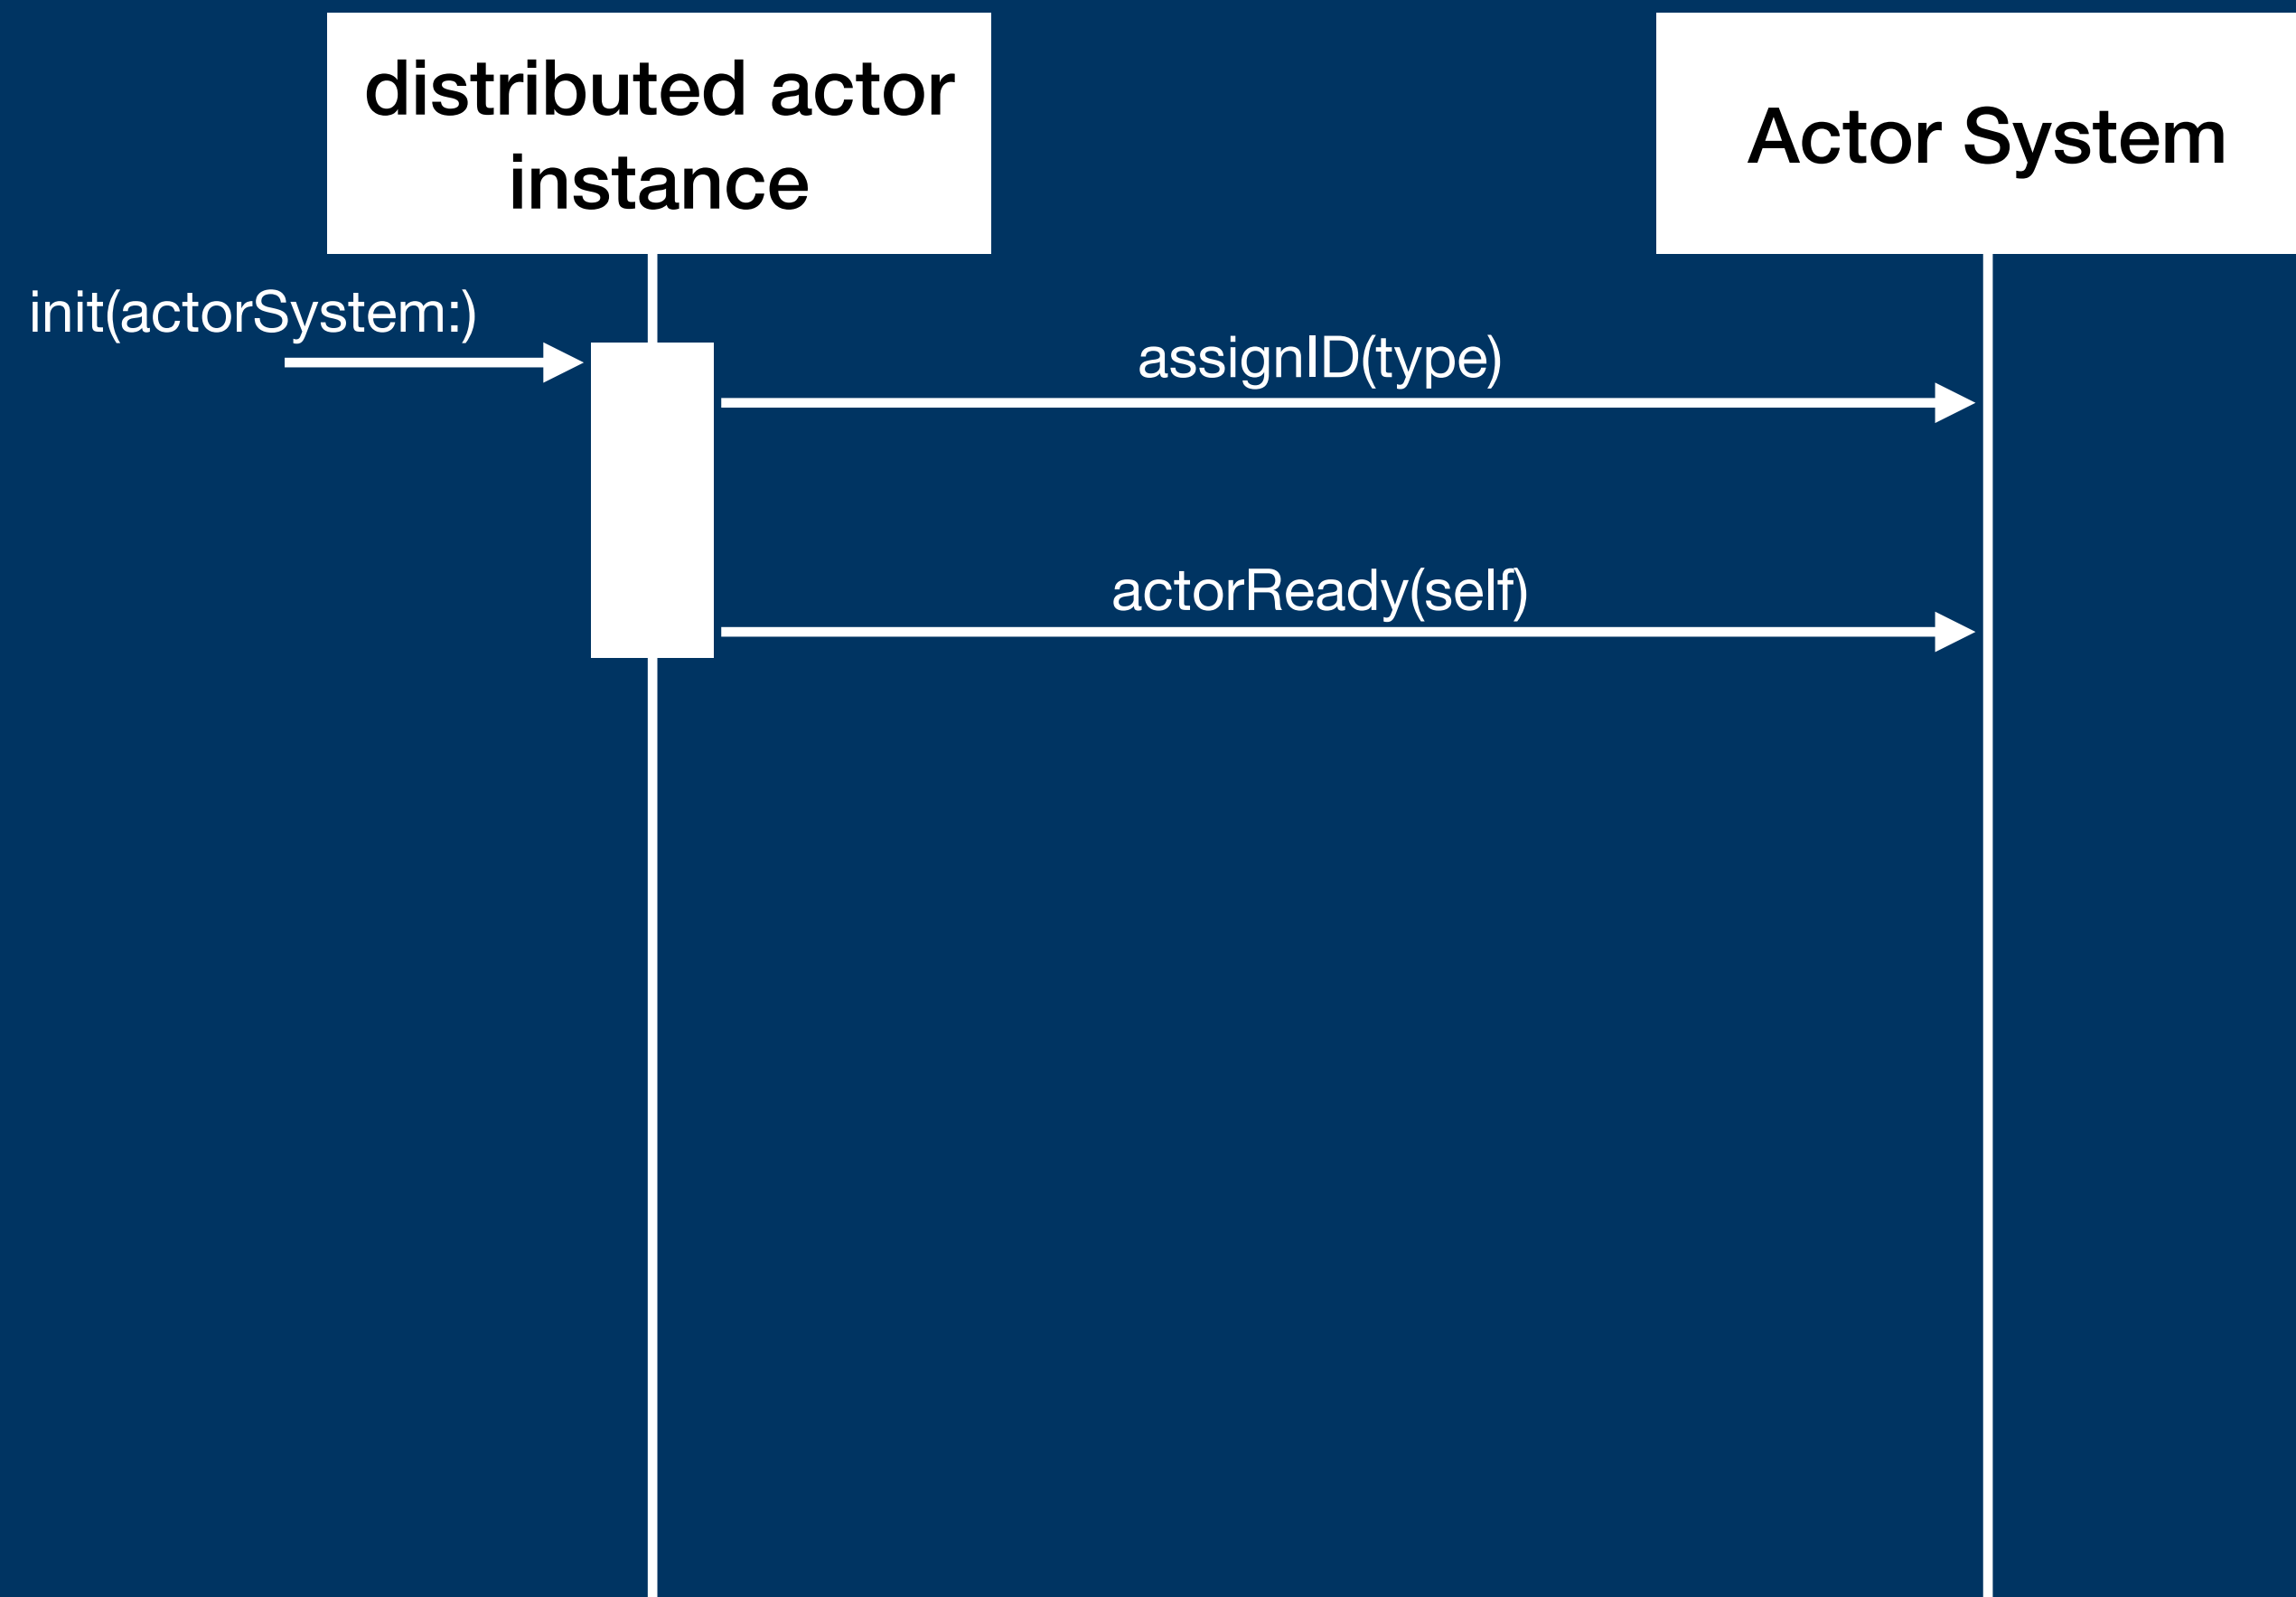 distributed actor
instance
Actor System
init(actorSystem:)
assignID(type)
actorReady(self)